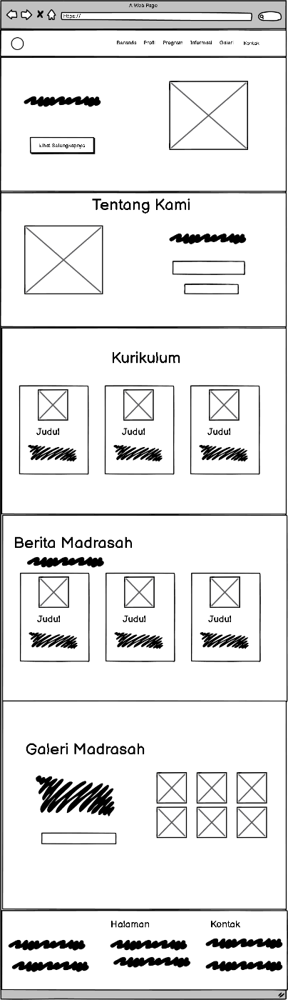 A Web Page
https://
Beranda Profil Program Informasi Galeri Kontak
Lihat Selengkapnya
Tentang Kami
Kurikulum
Judul Judul Judul
Berita Madrasah
Judul Judul Judul
Galeri Madrasah
Halaman Kontak